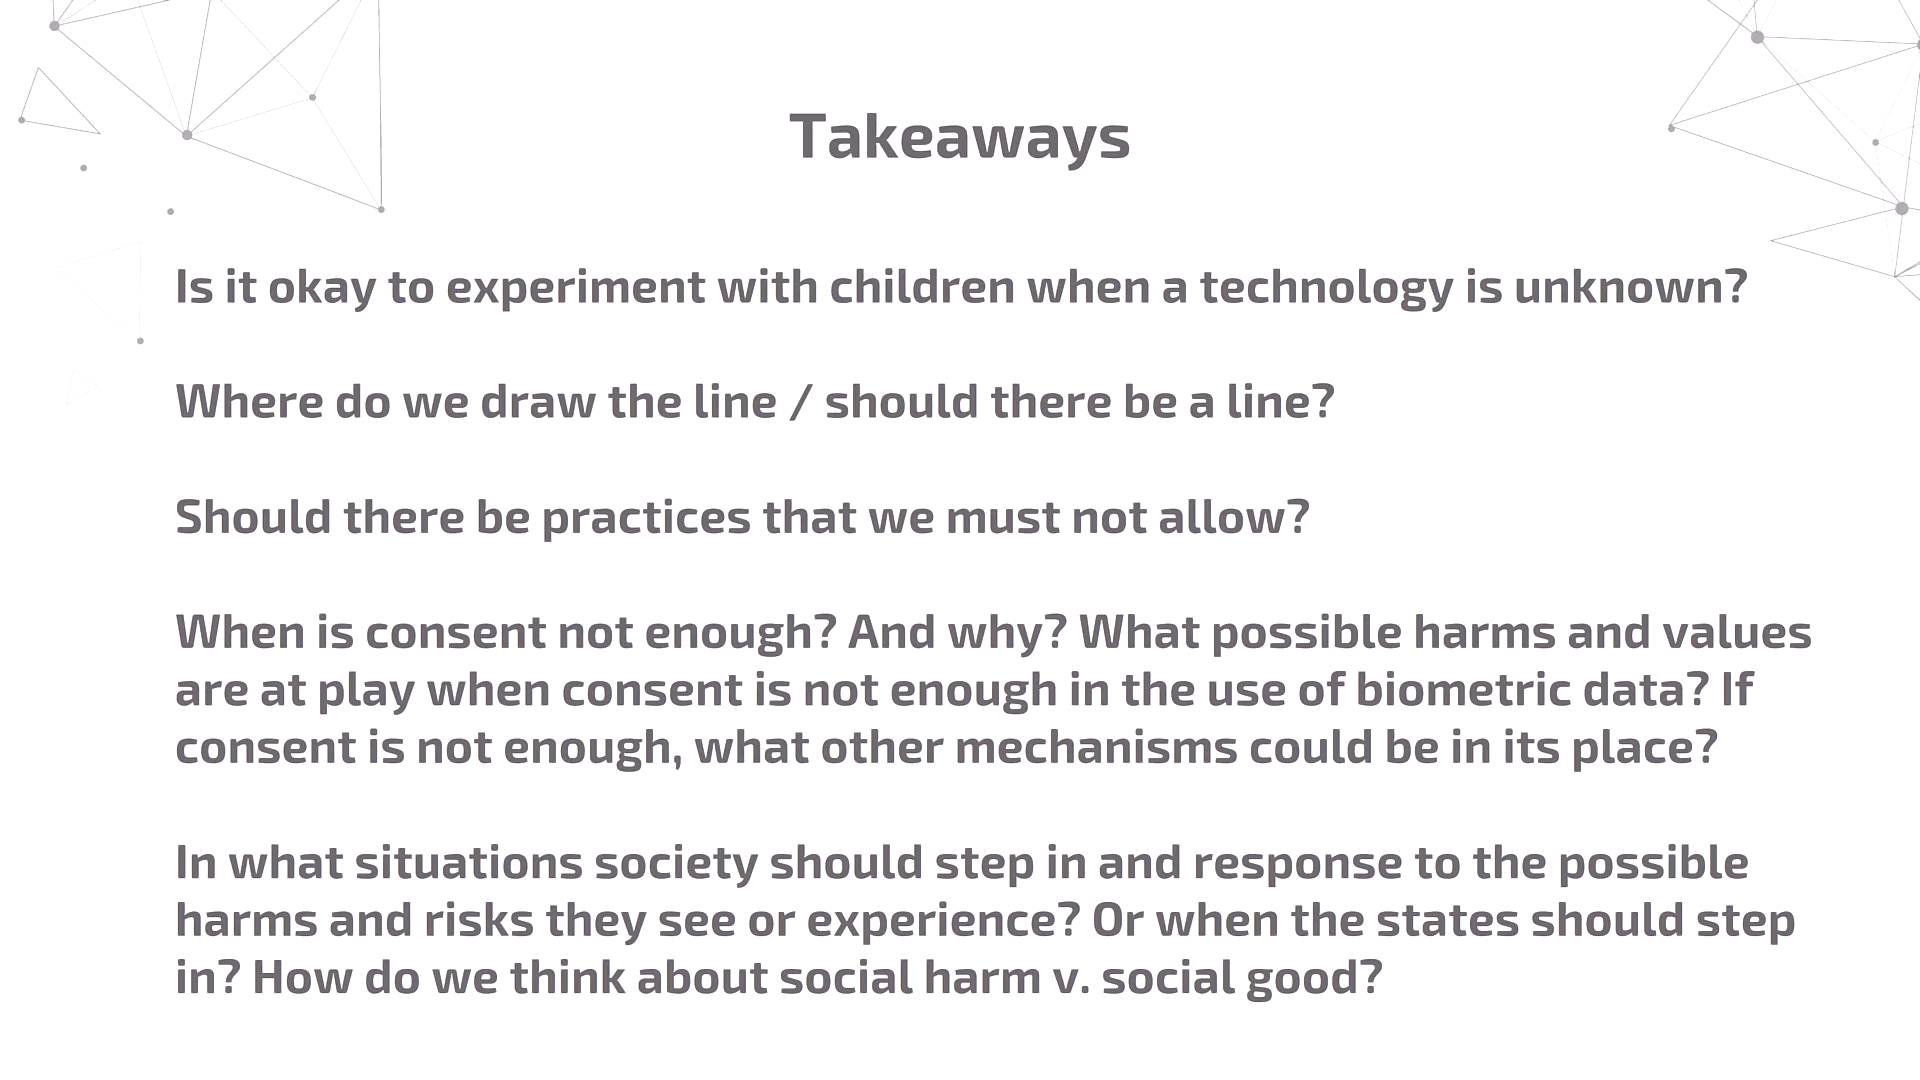 Takeaways
Is it okay to experiment with children when a technology is unknown?
Where do we draw the line / should there be a line?
Should there be practices that we must not allow?
When is consent not enough? And why? What possible harms and values
are at play when consent is not enough in the use of biometric data? If
consent is not enough, what other mechanisms could be in its place?
In what situations society should step in and response to the possible
harms and risks they see or experience? Or when the states should step
in? How do we think about social harm v. social good?